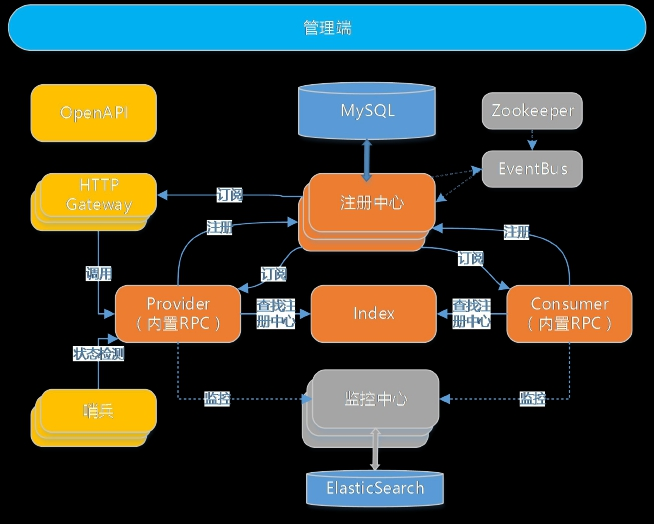 管理端
OpenAPI
MySQL
Zookeeper
EventBus
HTTP
Gateway
订阅
注册中心
注册
注册
调用
订阅
订阅
Provider
（内置RPC）
查找注
册中心
Index
查找注
册中心
Consumer
（内置RPC）
状态检测
哨兵
监控
监控中心
监控
ElasticSearch